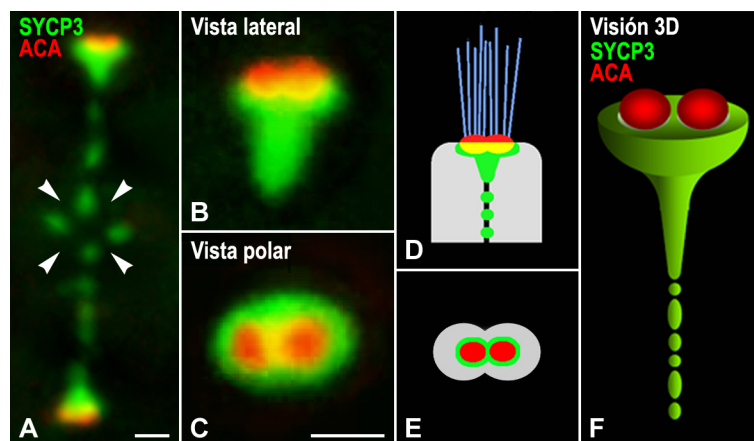 SYCP3
ACA
A
Vista lateral
B
Vista polar
C
D
E
Visión 3D
SYCP3
ACA
F